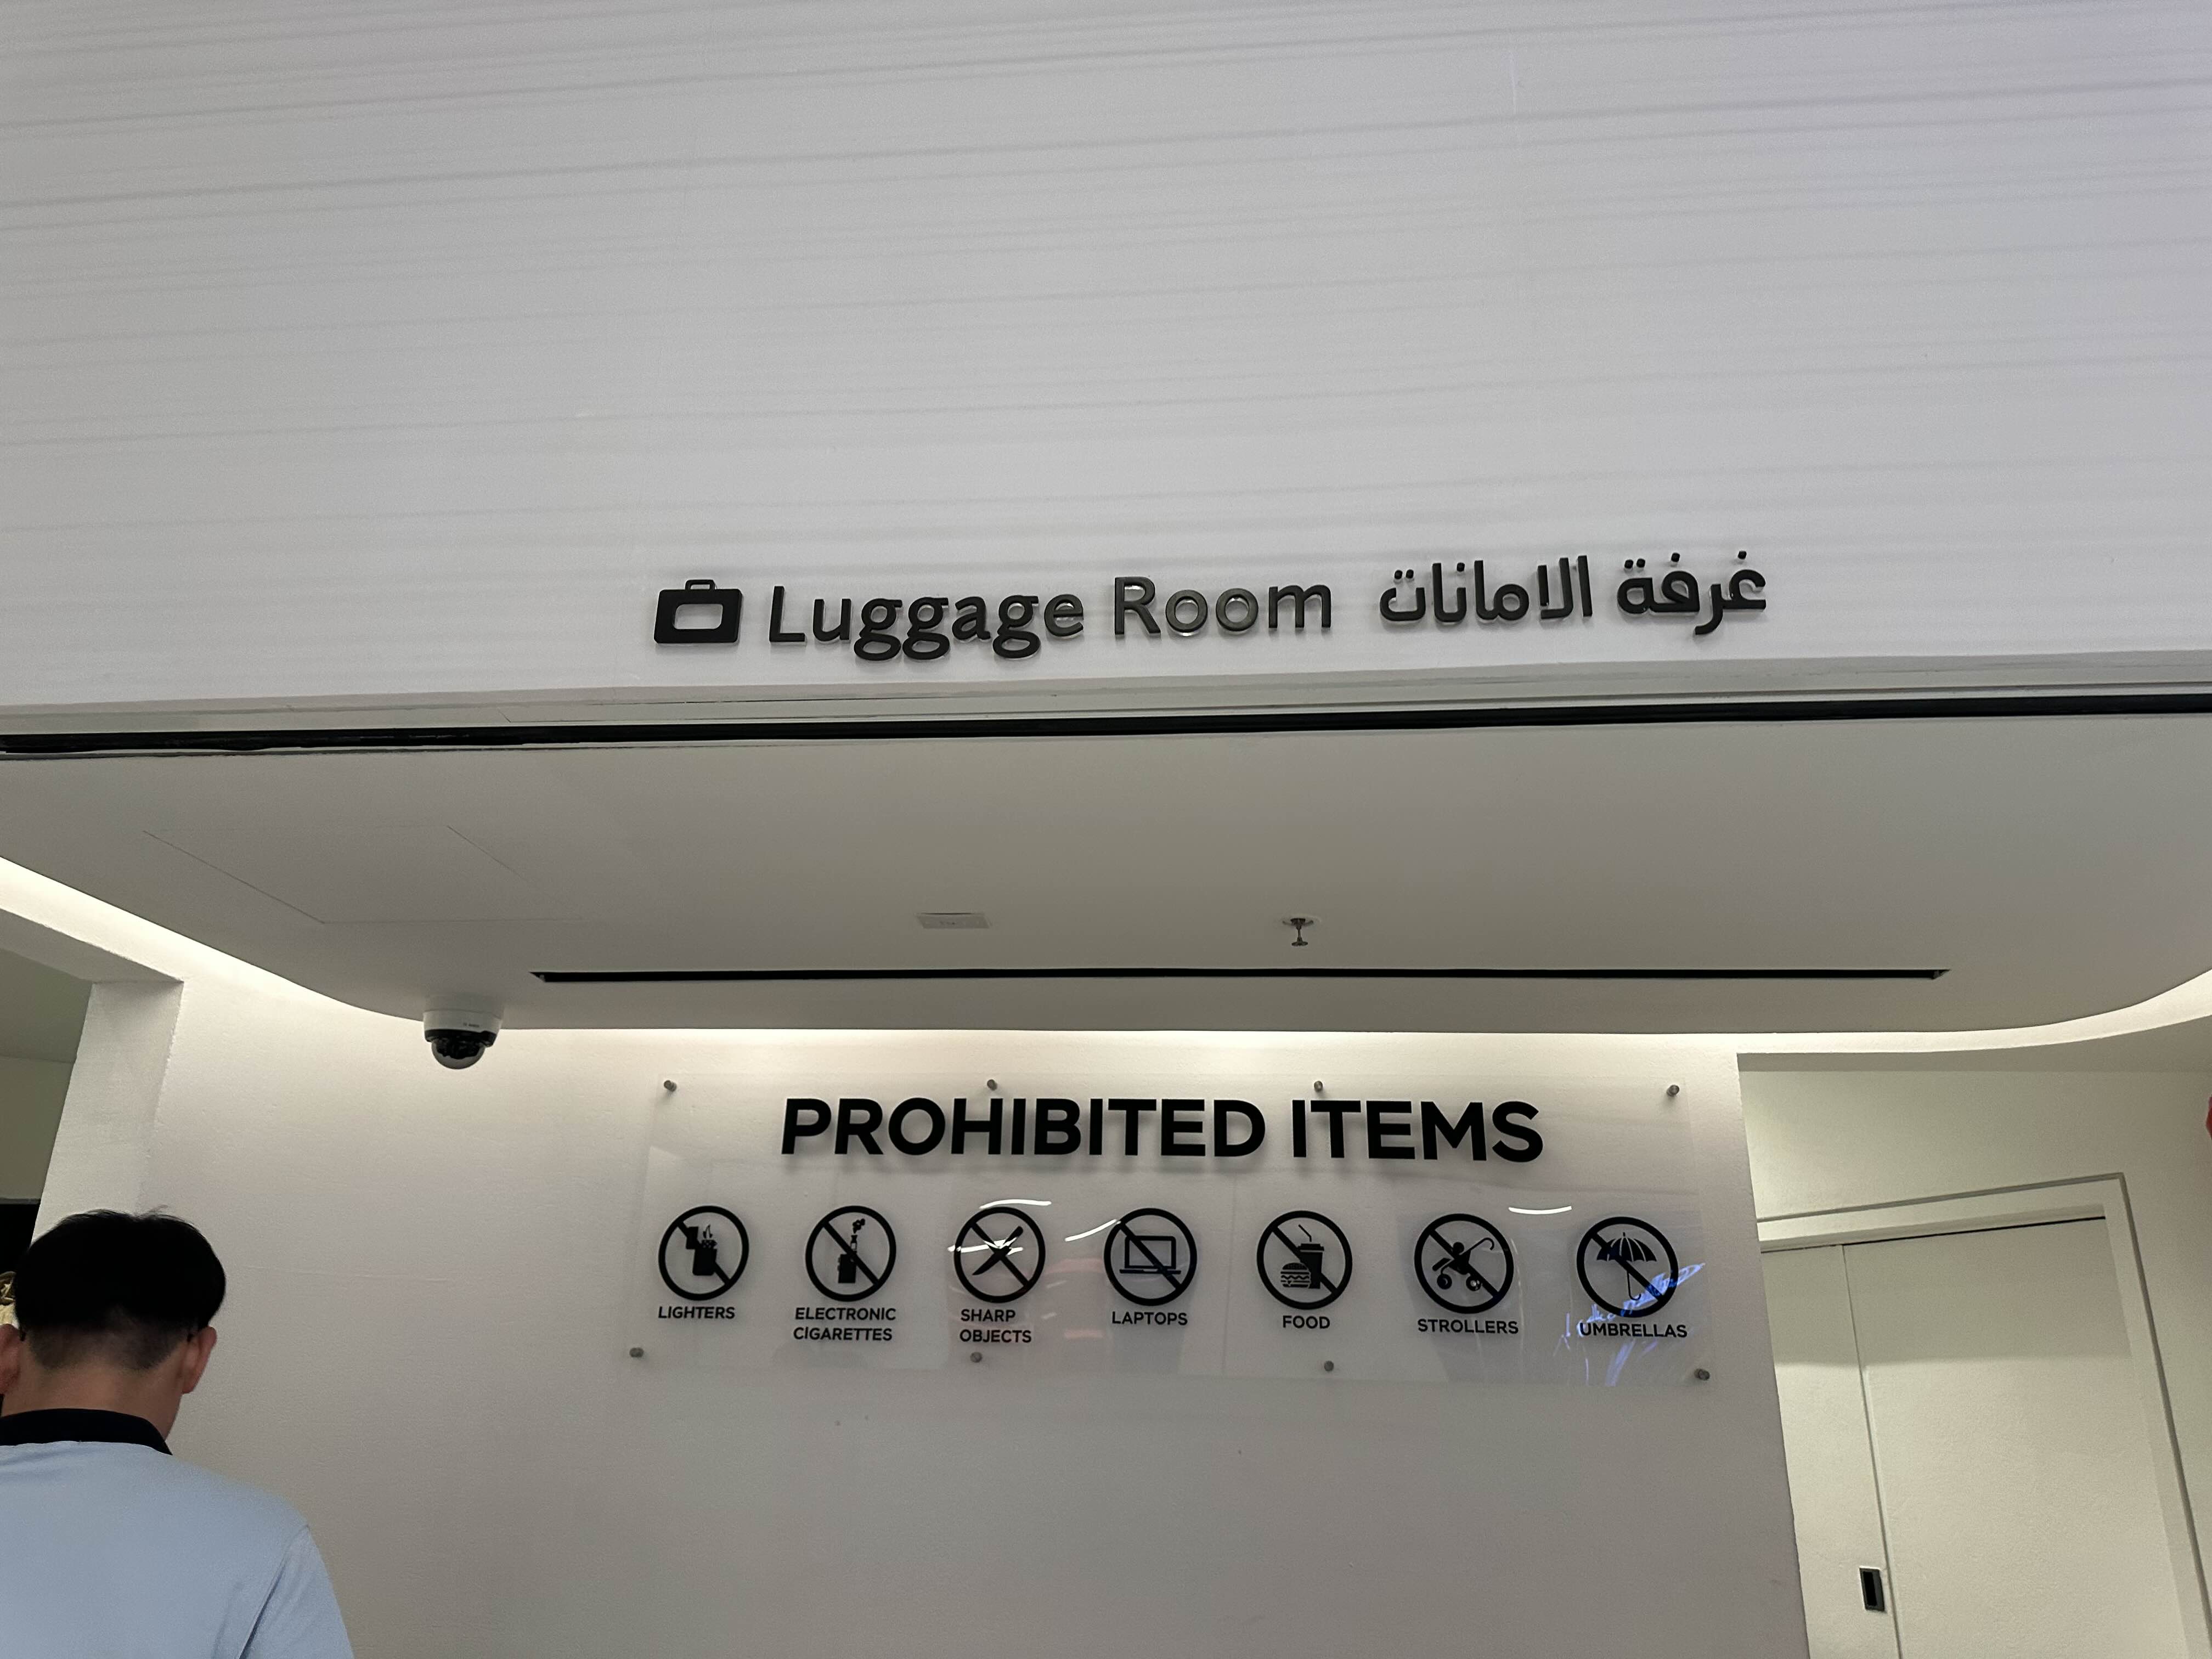 Luggage Room غرفة الامانات
PROHIBITED ITEMS
LIGHTERS
ELECTRONIC
CIGARETTES
SHARP
OBJECTS
LAPTOPS
FOOD
STROLLERS
UMBRELLAS